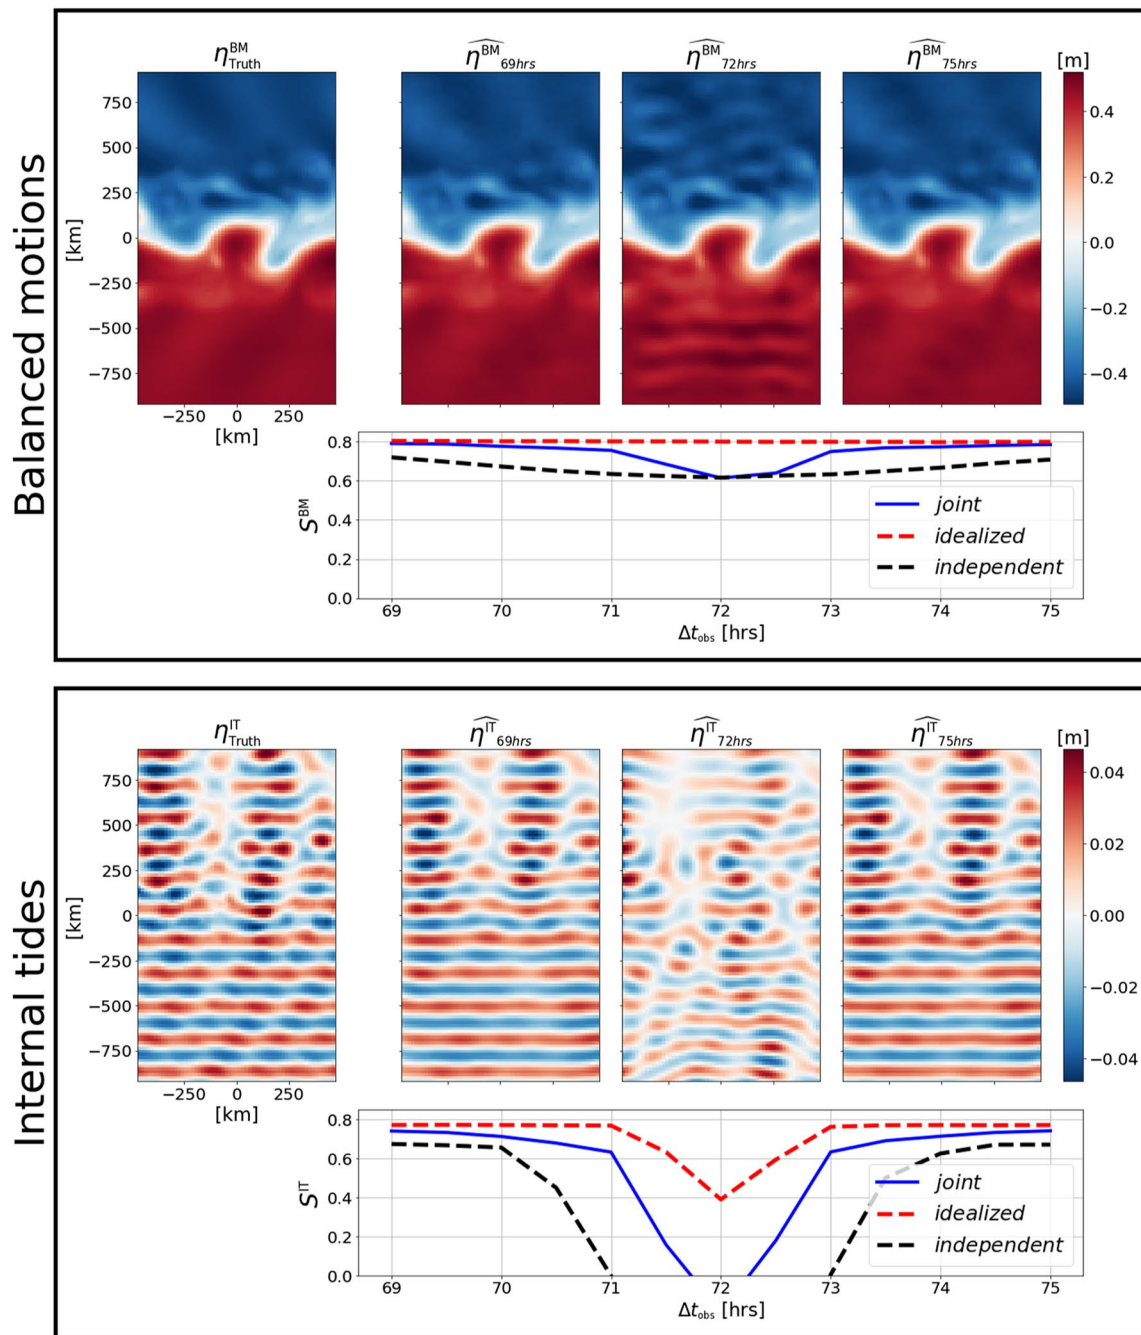 Balanced motions
η^BM_Truth
η̂^BM_69hrs
η̂^BM_72hrs
η̂^BM_75hrs
[m]
750
500
250
0
−250
−500
−750
[km]
−250 0 250
[km]
0.4
0.2
0.0
−0.2
−0.4
0.8
0.6
0.4
0.2
0.0
S^BM
joint
idealized
independent
69 70 71 72 73 74 75
Δt_obs [hrs]
Internal tides
η^IT_Truth
η̂^IT_69hrs
η̂^IT_72hrs
η̂^IT_75hrs
[m]
750
500
250
0
−250
−500
−750
[km]
−250 0 250
[km]
0.04
0.02
0.00
−0.02
−0.04
0.8
0.6
0.4
0.2
0.0
S^IT
joint
idealized
independent
69 70 71 72 73 74 75
Δt_obs [hrs]